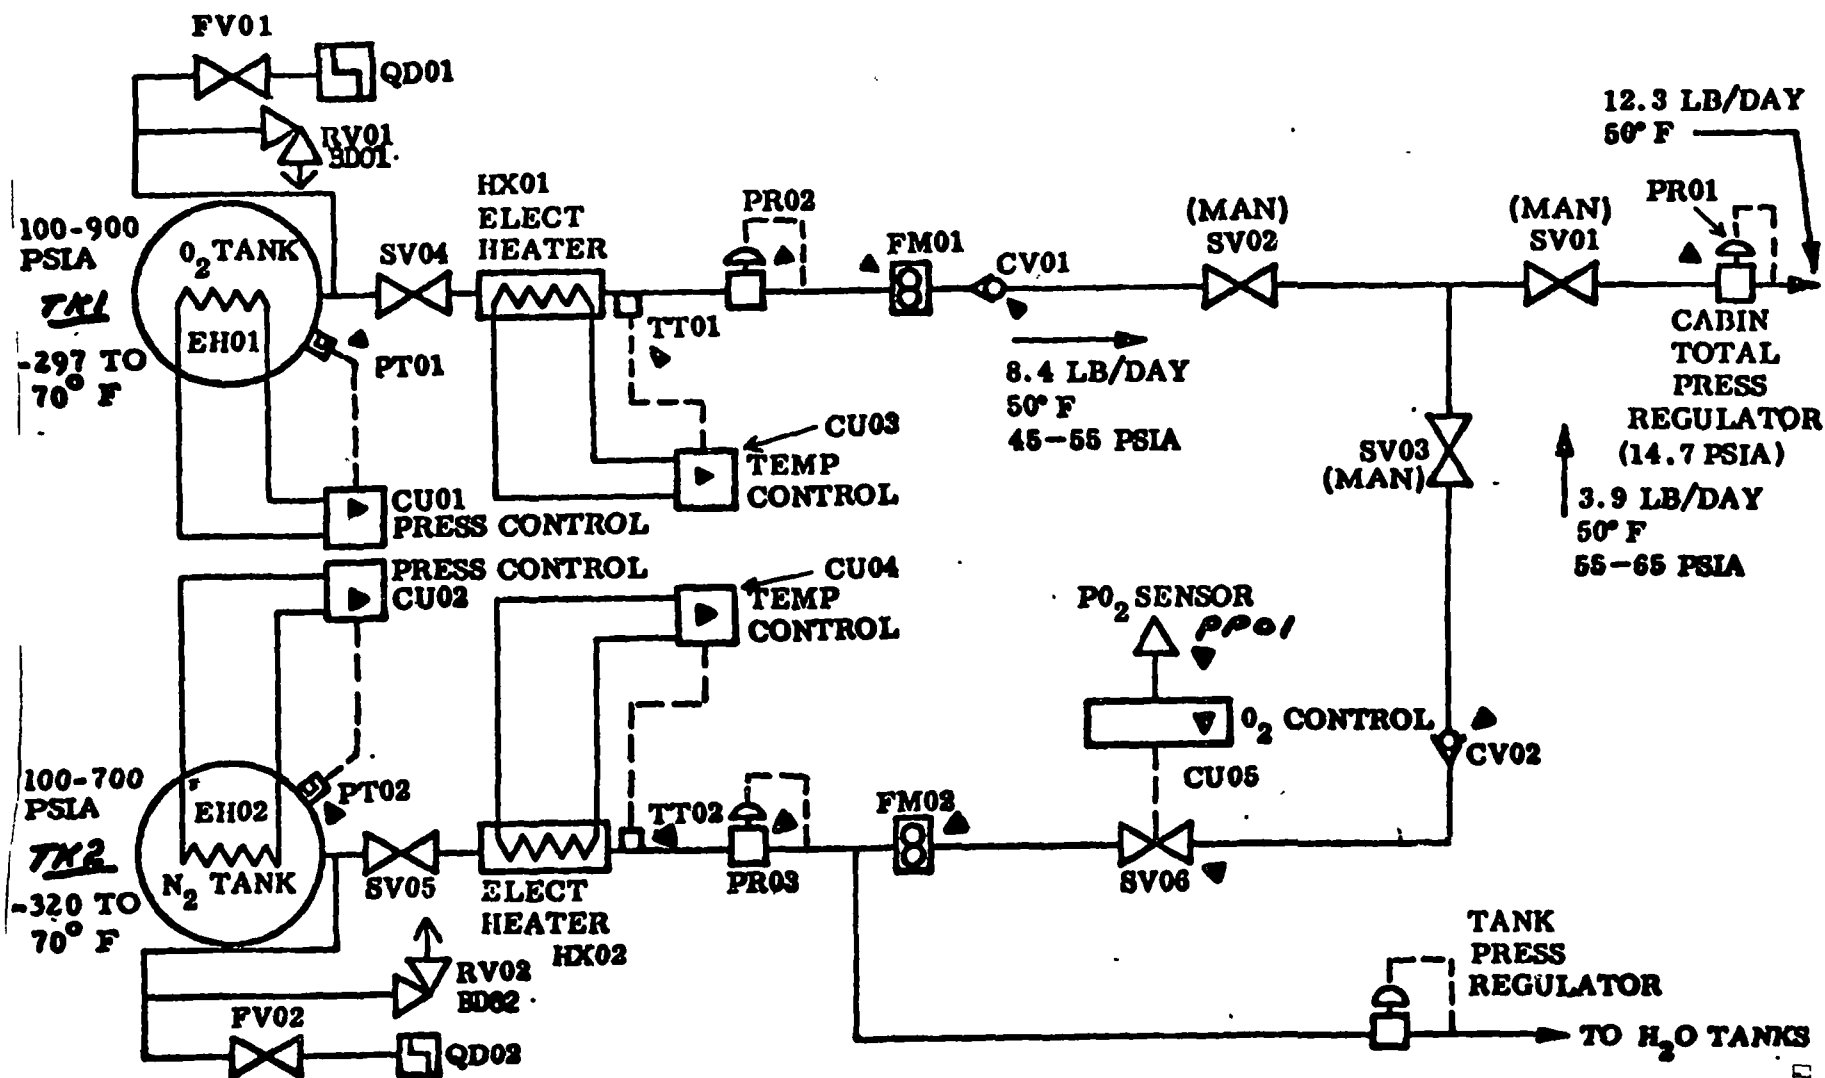 FV01
QD01
RV01
BD01
12.3 LB/DAY
50° F
100-900
PSIA
O2 TANK
TK1
EH01
-297 TO
70° F
PT01
SV04
HX01
ELECT
HEATER
TT01
PR02
FM01
CV01
(MAN)
SV02
(MAN)
SV01
PR01
CABIN
TOTAL
PRESS
REGULATOR
(14.7 PSIA)
8.4 LB/DAY
50° F
45-55 PSIA
CU03
TEMP
CONTROL
CU01
PRESS CONTROL
SV03
(MAN)
3.9 LB/DAY
50° F
55-65 PSIA
PRESS CONTROL
CU02
CU04
TEMP
CONTROL
PO2 SENSOR
PP01
O2 CONTROL
CU05
CV02
100-700
PSIA
EH02
TK2
N2 TANK
-320 TO
70° F
PT02
SV05
ELECT
HEATER
HX02
TT02
PR03
FM02
SV06
RV02
BD02
FV02
QD02
TANK
PRESS
REGULATOR
TO H2O TANKS